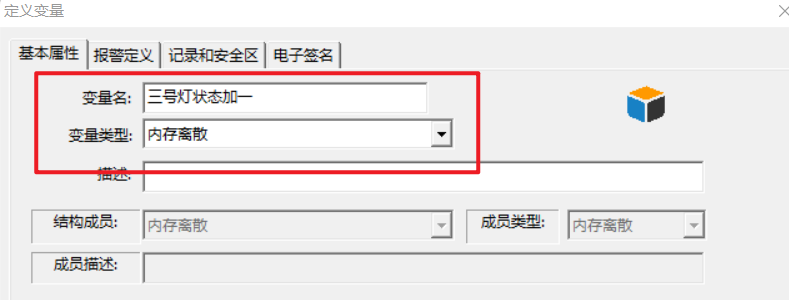 定义变量
基本属性 报警定义 记录和安全区 电子签名
变量名: 三号灯状态加一
变量类型: 内存离散
描述:
结构成员: 内存离散 成员类型: 内存离散
成员描述: